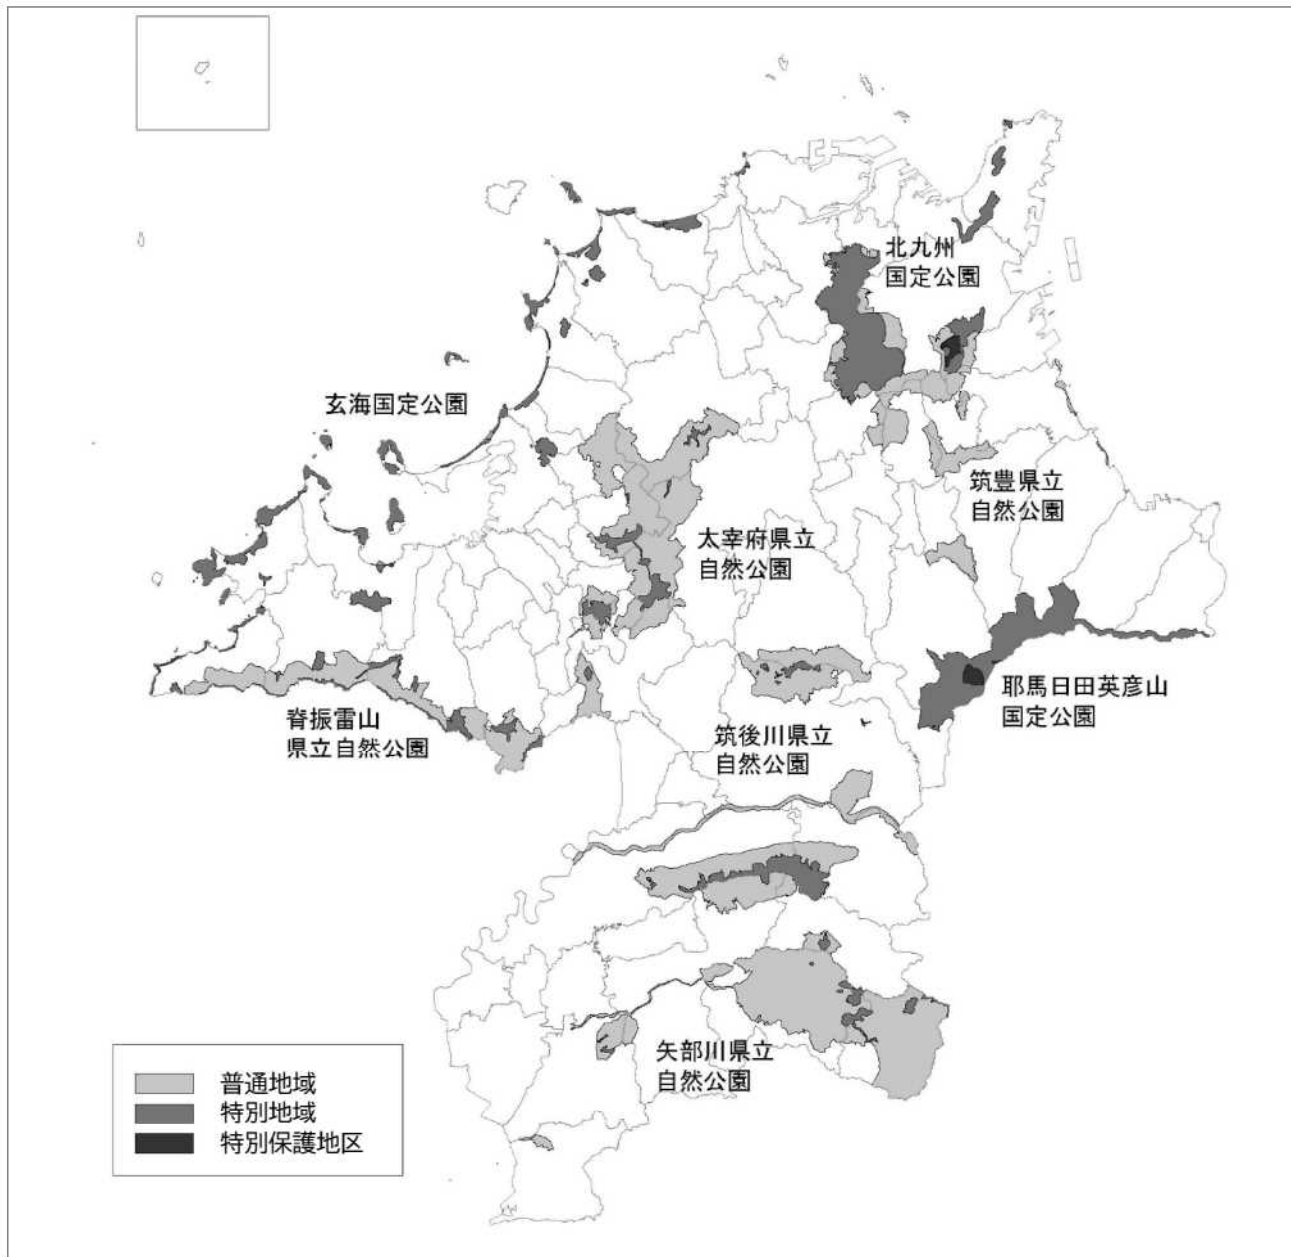 北九州
国定公園
玄海国定公園
筑豊県立
自然公園
太宰府県立
自然公園
耶馬日田英彦山
国定公園
脊振雷山
県立自然公園
筑後川県立
自然公園
矢部川県立
自然公園
普通地域
特別地域
特別保護地区